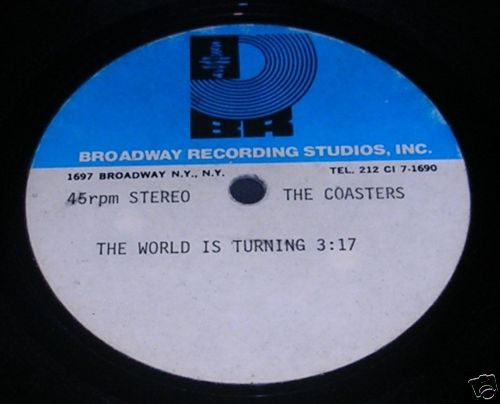 BR
BROADWAY RECORDING STUDIOS, INC.
1697 BROADWAY N.Y., N.Y. TEL. 212 CI 7-1690
45rpm STEREO THE COASTERS
THE WORLD IS TURNING 3:17